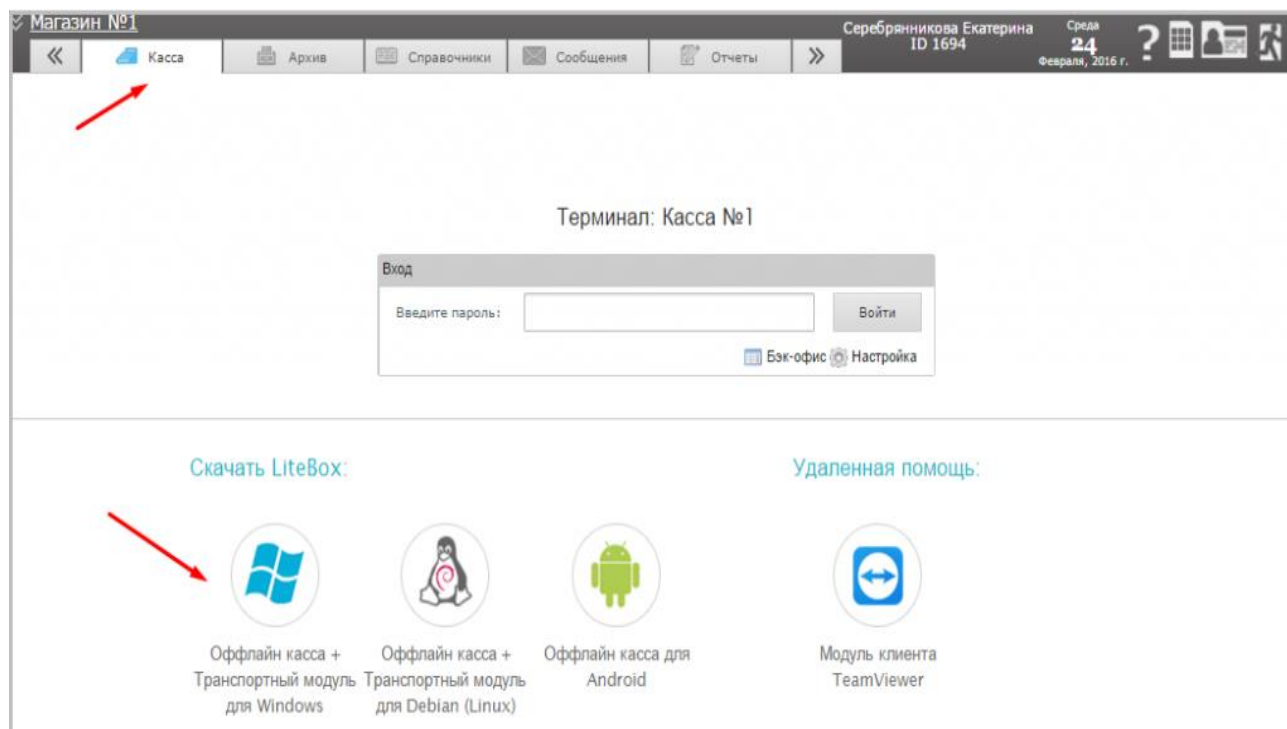 Магазин №1
Серебрянникова Екатерина
ID 1694
Среда
24
Февраля, 2016 г.
?
Касса
Архив
Справочники
Сообщения
Отчеты
Терминал: Касса №1
Вход
Введите пароль:
Войти
Бэк-офис
Настройка
Скачать LiteBox:
Удаленная помощь:
Оффлайн касса +
Транспортный модуль
для Windows
Оффлайн касса +
Транспортный модуль
для Debian (Linux)
Оффлайн касса для
Android
Модуль клиента
TeamViewer